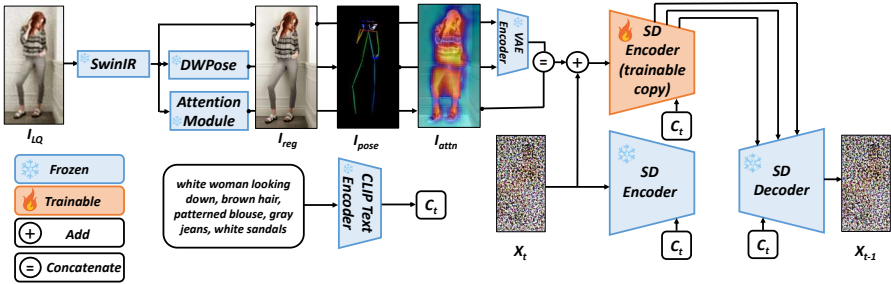 I_LQ
SwinIR
DWPose
Attention
Module
I_reg
I_pose
I_attn
VAE
Encoder
=
+
SD
Encoder
(trainable
copy)
C_t
Frozen
Trainable
+ Add
= Concatenate
white woman looking
down, brown hair,
patterned blouse, gray
jeans, white sandals
CLIP Text
Encoder
C_t
X_t
SD
Encoder
C_t
SD
Decoder
C_t
X_t-1